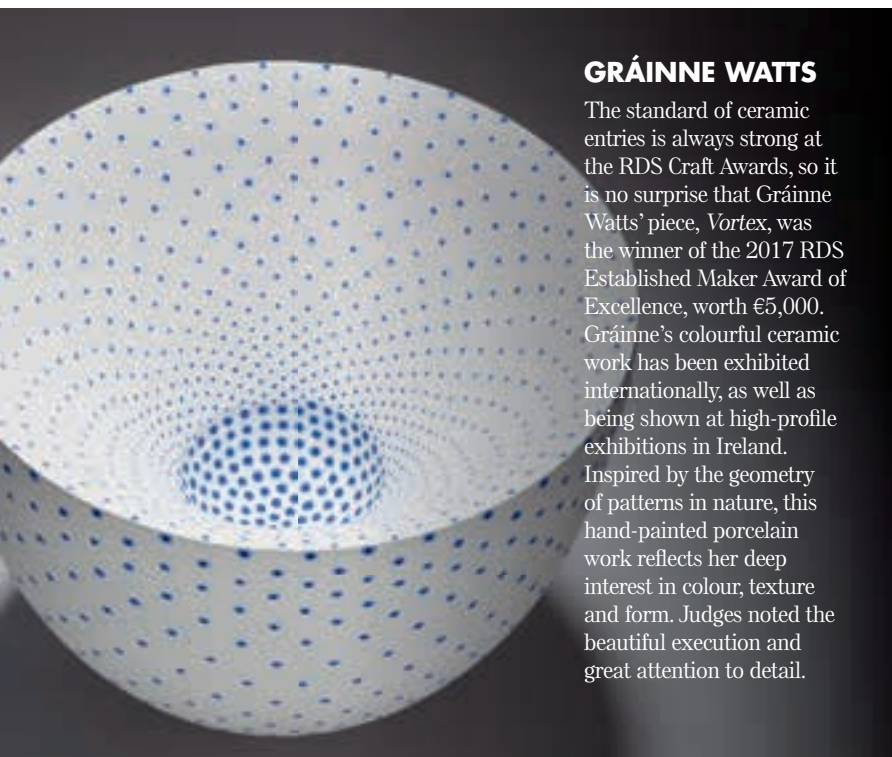 GRÁINNE WATTS
The standard of ceramic
entries is always strong at
the RDS Craft Awards, so it
is no surprise that Gráinne
Watts’ piece, Vortex, was
the winner of the 2017 RDS
Established Maker Award of
Excellence, worth €5,000.
Gráinne’s colourful ceramic
work has been exhibited
internationally, as well as
being shown at high-profile
exhibitions in Ireland.
Inspired by the geometry
of patterns in nature, this
hand-painted porcelain
work reflects her deep
interest in colour, texture
and form. Judges noted the
beautiful execution and
great attention to detail.